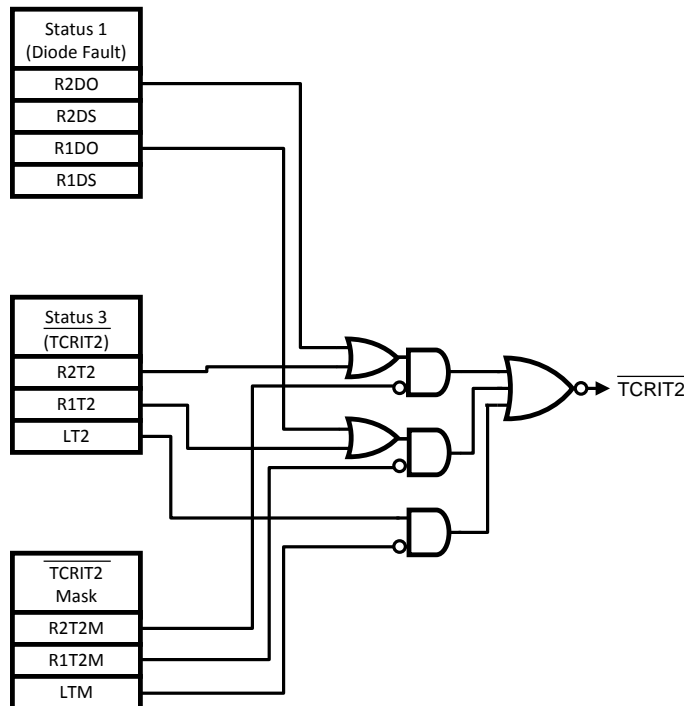 Status 1
(Diode Fault)
R2DO
R2DS
R1DO
R1DS
Status 3
(TCRIT2)
R2T2
R1T2
LT2
TCRIT2
TCRIT2
Mask
R2T2M
R1T2M
LTM